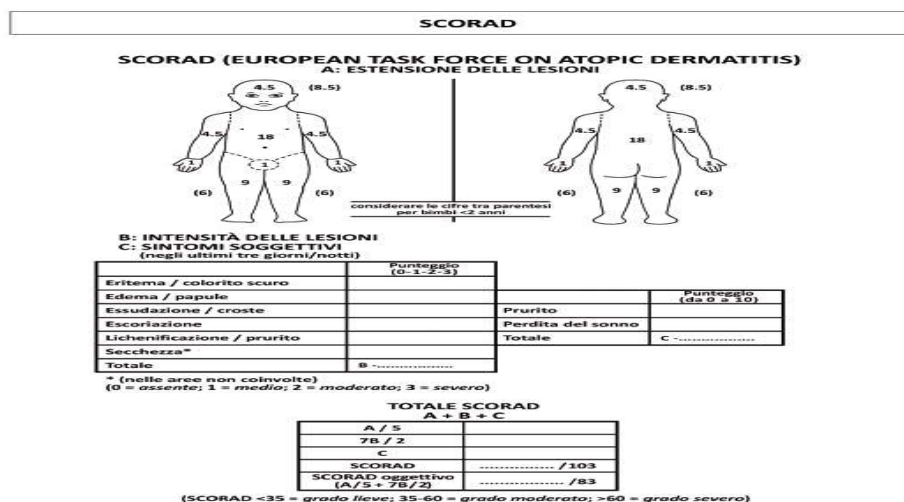 SCORAD
SCORAD (EUROPEAN TASK FORCE ON ATOPIC DERMATITIS)
A: ESTENSIONE DELLE LESIONI
4.5 (8.5) 4.5 (8.5)
4.5 18 4.5 4.5 18 4.5
1 1 1 1 1
(6) 9 9 (6) (6) 9 9 (6)
considerare le cifre tra parentesi
per bimbi <2 anni
B: INTENSITÀ DELLE LESIONI
C: SINTOMI SOGGETTIVI
(negli ultimi tre giorni/notti)
Punteggio
(0-1-2-3)
Eritema / colorito scuro
Edema / papule
Essudazione / croste
Escoriazione
Lichenificazione / prurito
Secchezza*
Totale B -................
Punteggio
(da 0 a 10)
Prurito
Perdita del sonno
Totale C -................
* (nelle aree non coinvolte)
(0 = assente; 1 = medio; 2 = moderato; 3 = severo)
TOTALE SCORAD
A + B + C
A / 5
7B / 2
C
SCORAD ................ /103
SCORAD oggettivo
(A/5 + 7B/2) ................ /83
(SCORAD <35 = grado lieve; 35-60 = grado moderato; >60 = grado severo)